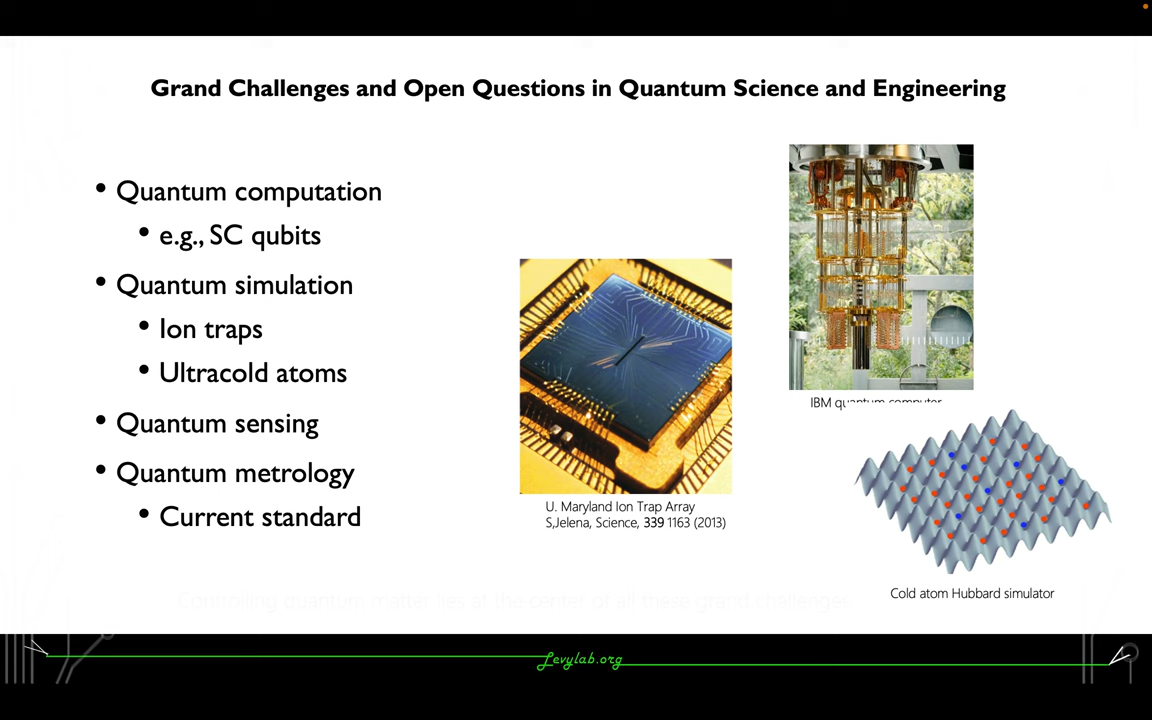 Grand Challenges and Open Questions in Quantum Science and Engineering
• Quantum computation
• e.g., SC qubits
• Quantum simulation
• Ion traps
• Ultracold atoms
• Quantum sensing
• Quantum metrology
• Current standard
U. Maryland Ion Trap Array
S,Jelena, Science, 339 1163 (2013)
IBM quantum computer
Cold atom Hubbard simulator
Controlling quantum matter lies at the center of all these grand challenges
Levylab.org